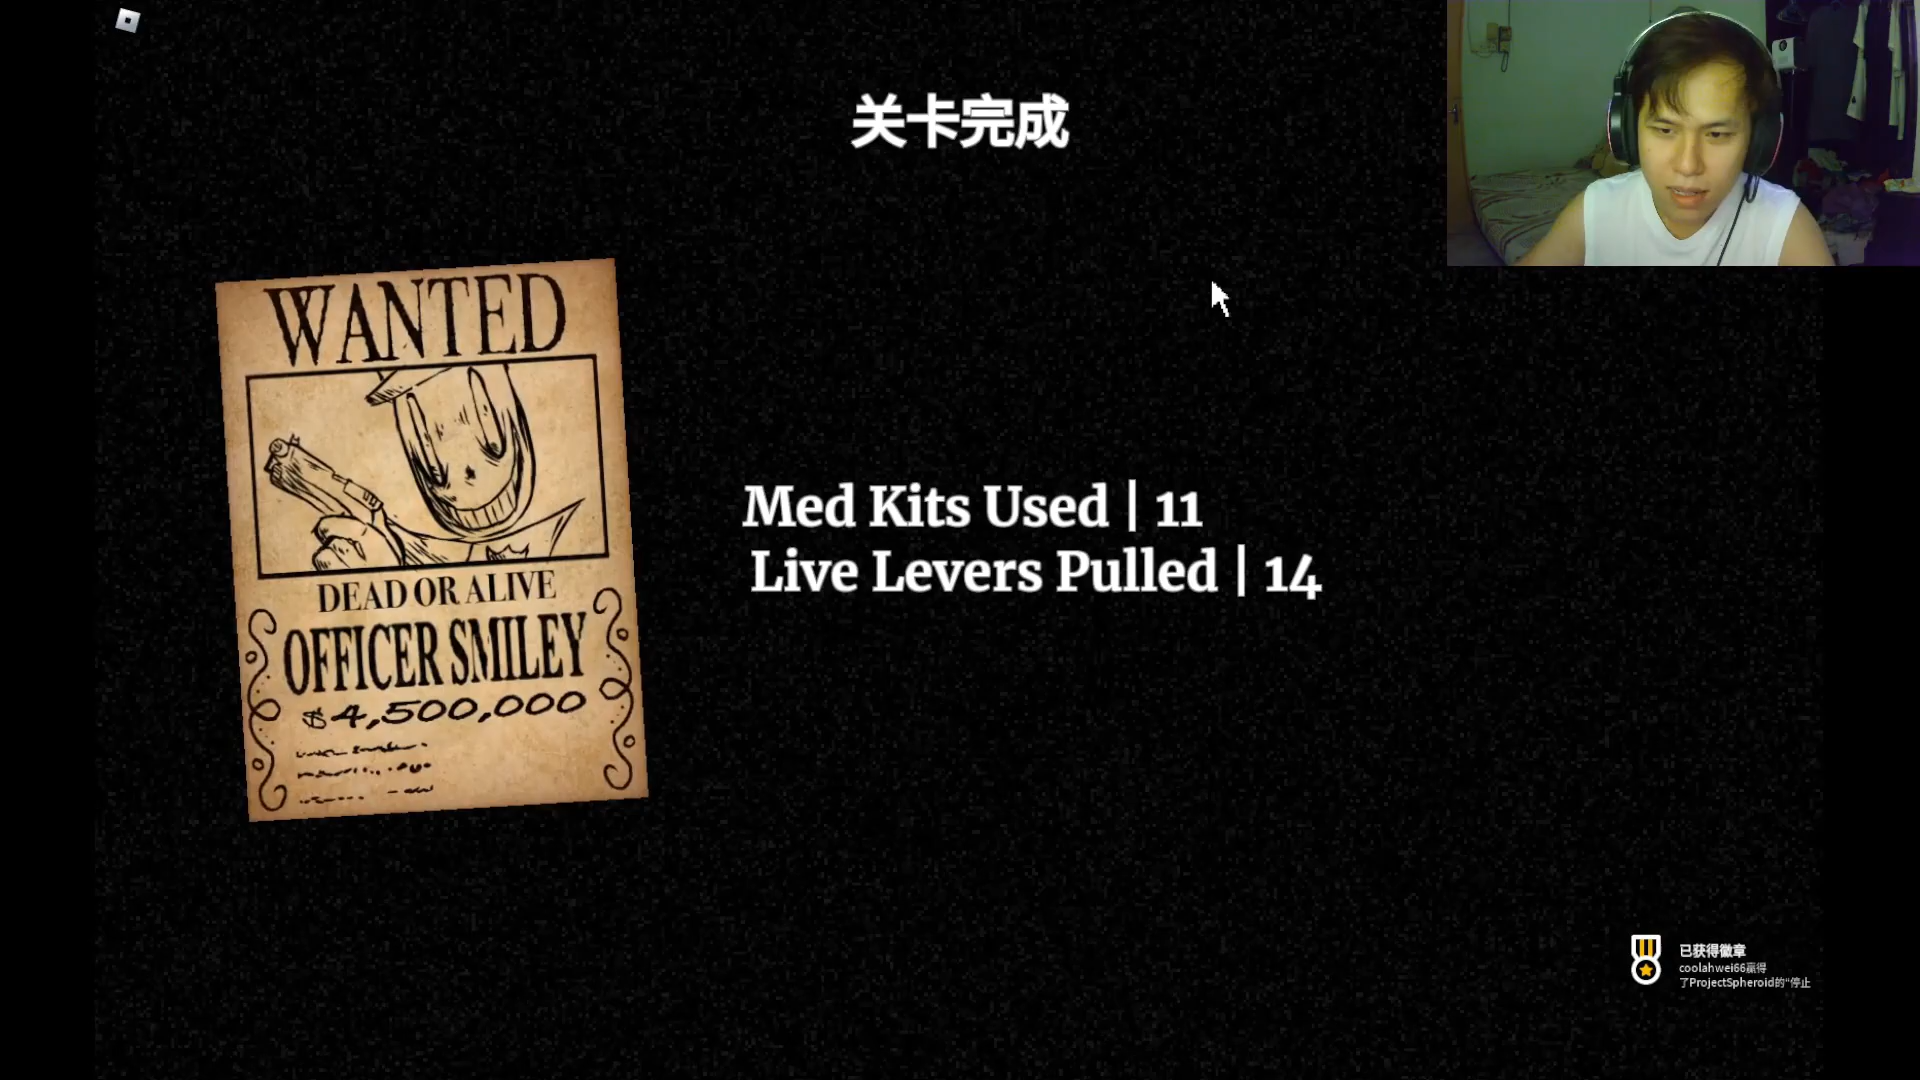 关卡完成
WANTED
DEAD OR ALIVE
OFFICER SMILEY
$4,500,000
Med Kits Used | 11
Live Levers Pulled | 14
已获得徽章
coolahwei66赢得
了ProjectSpheroid的“停止